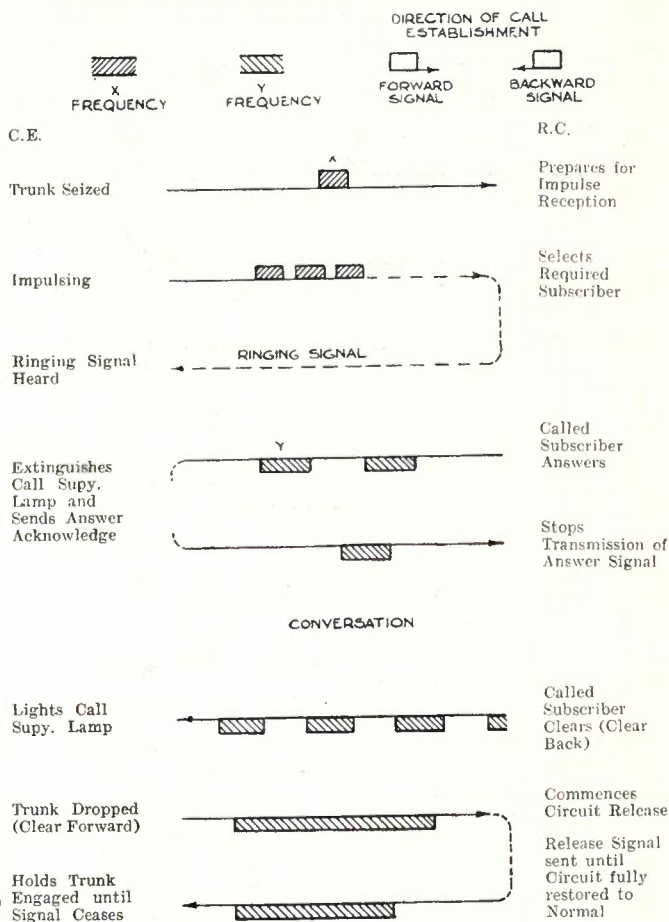 DIRECTION OF CALL
ESTABLISHMENT
X
FREQUENCY
Y
FREQUENCY
FORWARD
SIGNAL
BACKWARD
SIGNAL
C.E.
R.C.
Trunk Seized
X
Prepares for
Impulse
Reception
Impulsing
Selects
Required
Subscriber
Ringing Signal
Heard
RINGING SIGNAL
Extinguishes
Call Supy.
Lamp and
Sends Answer
Acknowledge
Y
Called
Subscriber
Answers
Stops
Transmission of
Answer Signal
CONVERSATION
Lights Call
Supy. Lamp
Called
Subscriber
Clears (Clear
Back)
Trunk Dropped
(Clear Forward)
Commences
Circuit Release
Holds Trunk
Engaged until
Signal Ceases
Release Signal
sent until
Circuit fully
restored to
Normal